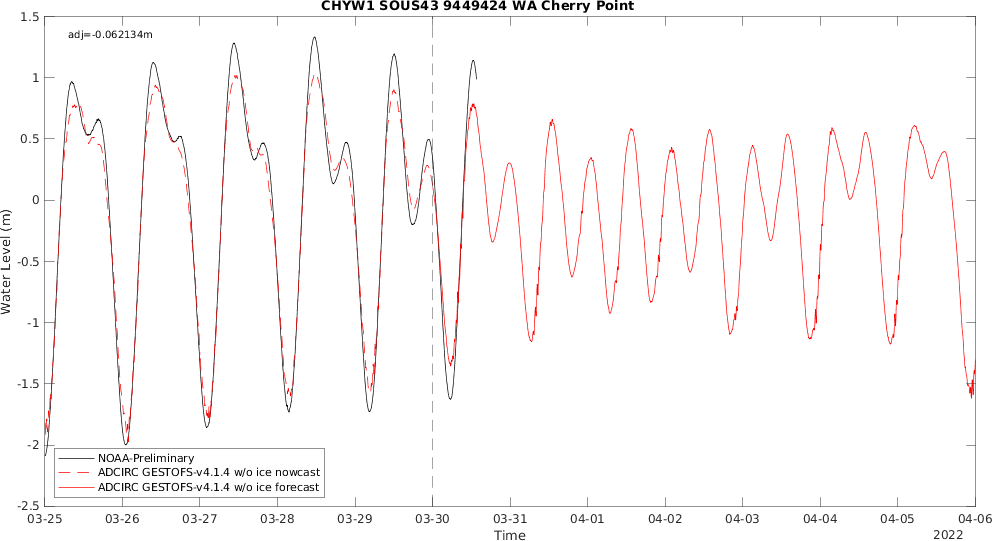 CHYW1 SOUS43 9449424 WA Cherry Point
adj=-0.062134m
1.5
1
0.5
0
-0.5
-1
-1.5
-2
-2.5
Water Level (m)
NOAA-Preliminary
ADCIRC GESTOFS-v4.1.4 w/o ice nowcast
ADCIRC GESTOFS-v4.1.4 w/o ice forecast
03-25 03-26 03-27 03-28 03-29 03-30 03-31 04-01 04-02 04-03 04-04 04-05 04-06
Time
2022